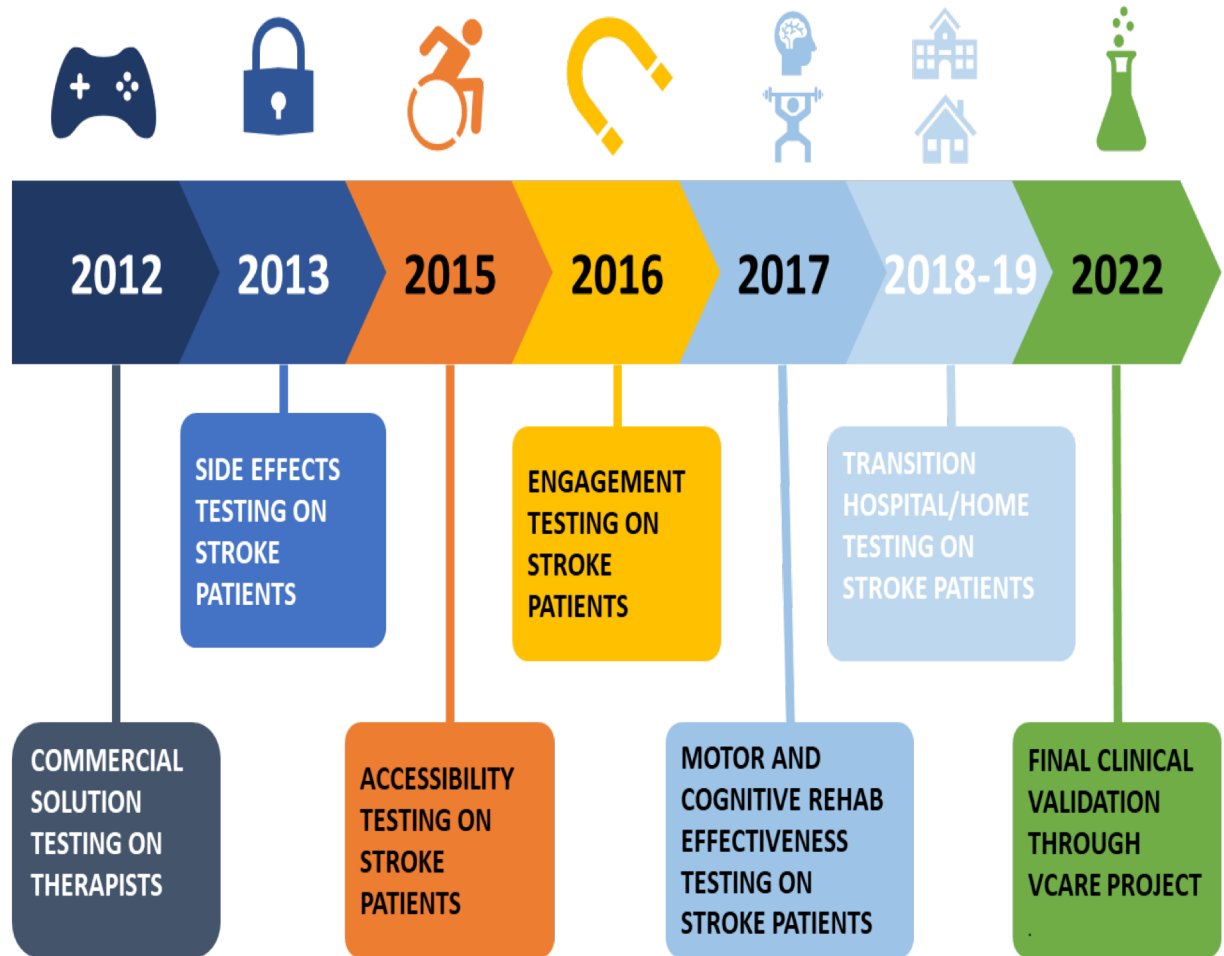 2012
2013
2015
2016
2017
2018-19
2022
SIDE EFFECTS
TESTING ON
STROKE
PATIENTS
ENGAGEMENT
TESTING ON
STROKE
PATIENTS
TRANSITION
HOSPITAL/HOME
TESTING ON
STROKE PATIENTS
COMMERCIAL
SOLUTION
TESTING ON
THERAPISTS
ACCESSIBILITY
TESTING ON
STROKE
PATIENTS
MOTOR AND
COGNITIVE REHAB
EFFECTIVENESS
TESTING ON
STROKE PATIENTS
FINAL CLINICAL
VALIDATION
THROUGH
VCARE PROJECT
.